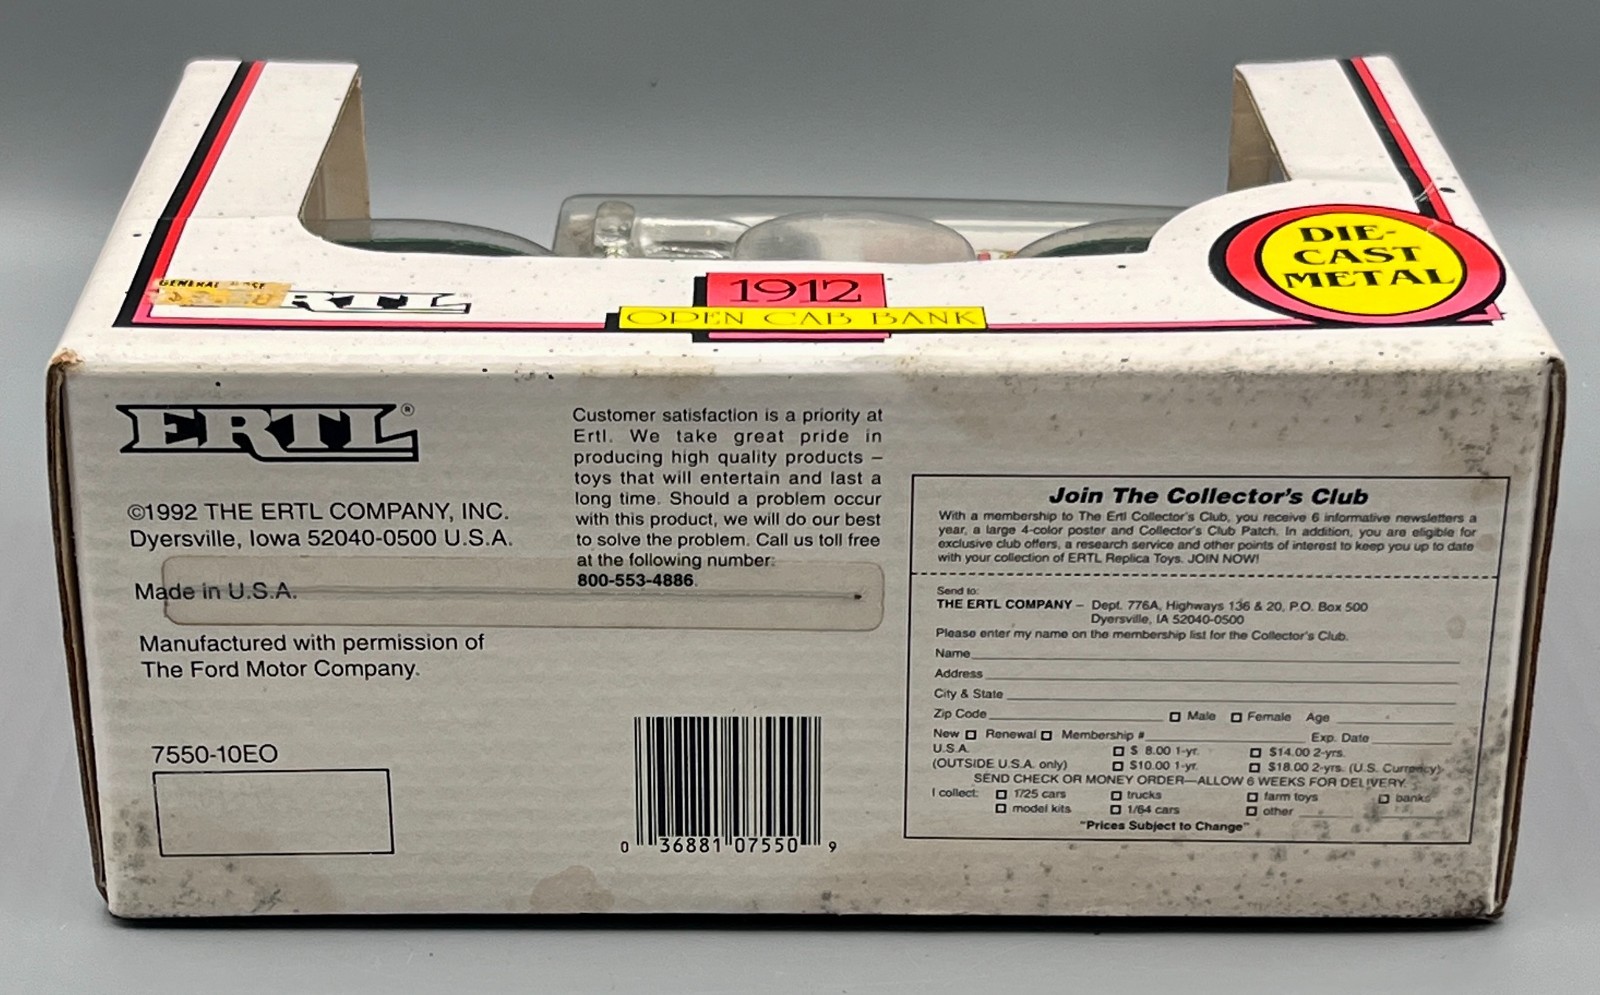 GENERAL
RTL®
1912
OPEN CAB BANK
DIE-
CAST
METAL
ERTL®
©1992 THE ERTL COMPANY, INC.
Dyersville, Iowa 52040-0500 U.S.A.
Made in U.S.A.
Manufactured with permission of
The Ford Motor Company.
7550-10EO
Customer satisfaction is a priority at
Ertl. We take great pride in
producing high quality products –
toys that will entertain and last a
long time. Should a problem occur
with this product, we will do our best
to solve the problem. Call us toll free
at the following number:
800-553-4886.
0 36881 07550 9
Join The Collector's Club
With a membership to The Ertl Collector's Club, you receive 6 informative newsletters a
year, a large 4-color poster and Collector's Club Patch. In addition, you are eligible for
exclusive club offers, a research service and other points of interest to keep you up to date
with your collection of ERTL Replica Toys. JOIN NOW!
Send to:
THE ERTL COMPANY – Dept. 776A, Highways 136 & 20, P.O. Box 500
Dyersville, IA 52040-0500
Please enter my name on the membership list for the Collector's Club.
Name
Address
City & State
Zip Code Male Female Age
New Renewal Membership # Exp. Date
U.S.A. $ 8.00 1-yr. $14.00 2-yrs.
(OUTSIDE U.S.A. only) $10.00 1-yr. $18.00 2-yrs. (U.S. Currency)
SEND CHECK OR MONEY ORDER—ALLOW 6 WEEKS FOR DELIVERY.
I collect: 1/25 cars trucks farm toys banks
model kits 1/64 cars other
"Prices Subject to Change"